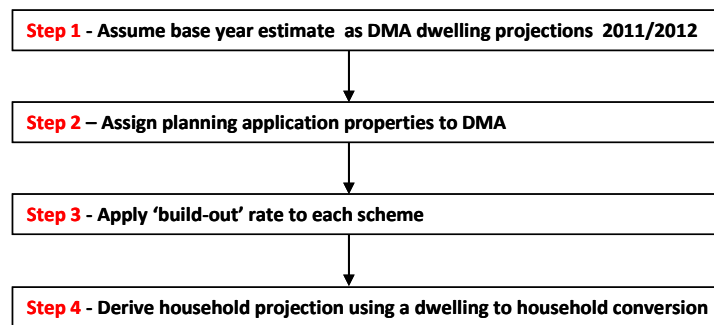 Step 1 - Assume base year estimate as DMA dwelling projections 2011/2012
Step 2 – Assign planning application properties to DMA
Step 3 - Apply ‘build-out’ rate to each scheme
Step 4 - Derive household projection using a dwelling to household conversion